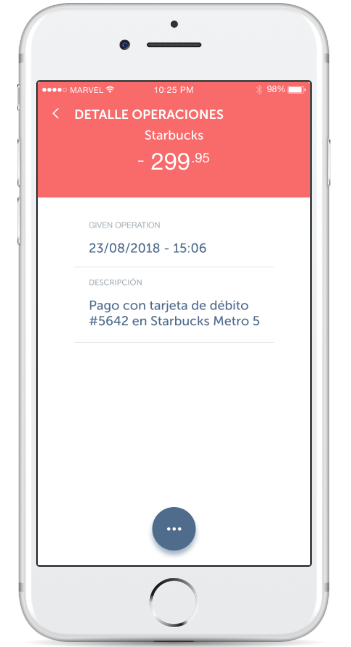 MARVEL 10:25 PM 98%
DETALLE OPERACIONES
Starbucks
- 299.95
GIVEN OPERATION
23/08/2018 - 15:06
DESCRIPCIÓN
Pago con tarjeta de débito
#5642 en Starbucks Metro 5